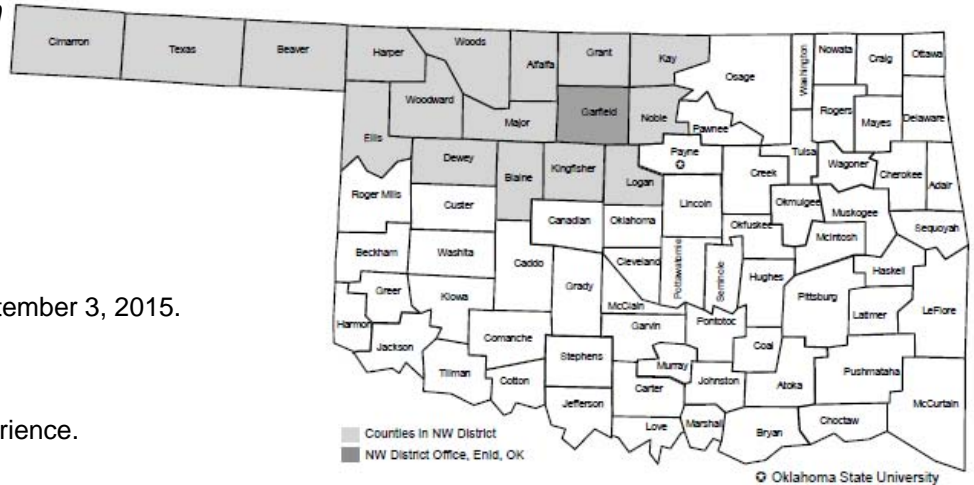 Cimarron
Texas
Beaver
Harper
Woods
Alfalfa
Grant
Kay
Osage
Washington
Nowata
Craig
Ottawa
Woodward
Major
Garfield
Noble
Pawnee
Rogers
Mayes
Delaware
Ellis
Dewey
Blaine
Kingfisher
Logan
Payne
Creek
Tulsa
Wagoner
Cherokee
Adair
Roger Mills
Custer
Canadian
Oklahoma
Lincoln
Okfuskee
Okmulgee
Muskogee
McIntosh
Sequoyah
Beckham
Washita
Caddo
Grady
Cleveland
McClain
Pottawatomie
Seminole
Hughes
Pittsburg
Haskell
Latimer
LeFlore
Greer
Kiowa
Harmon
Jackson
Comanche
Garvin
Pontotoc
Coal
tember 3, 2015.
Tillman
Cotton
Stephens
Jefferson
Murray
Carter
Johnston
Atoka
Pushmataha
McCurtain
Love
Marshall
Bryan
Choctaw
rience.
Counties in NW District
NW District Office, Enid, OK
Oklahoma State University